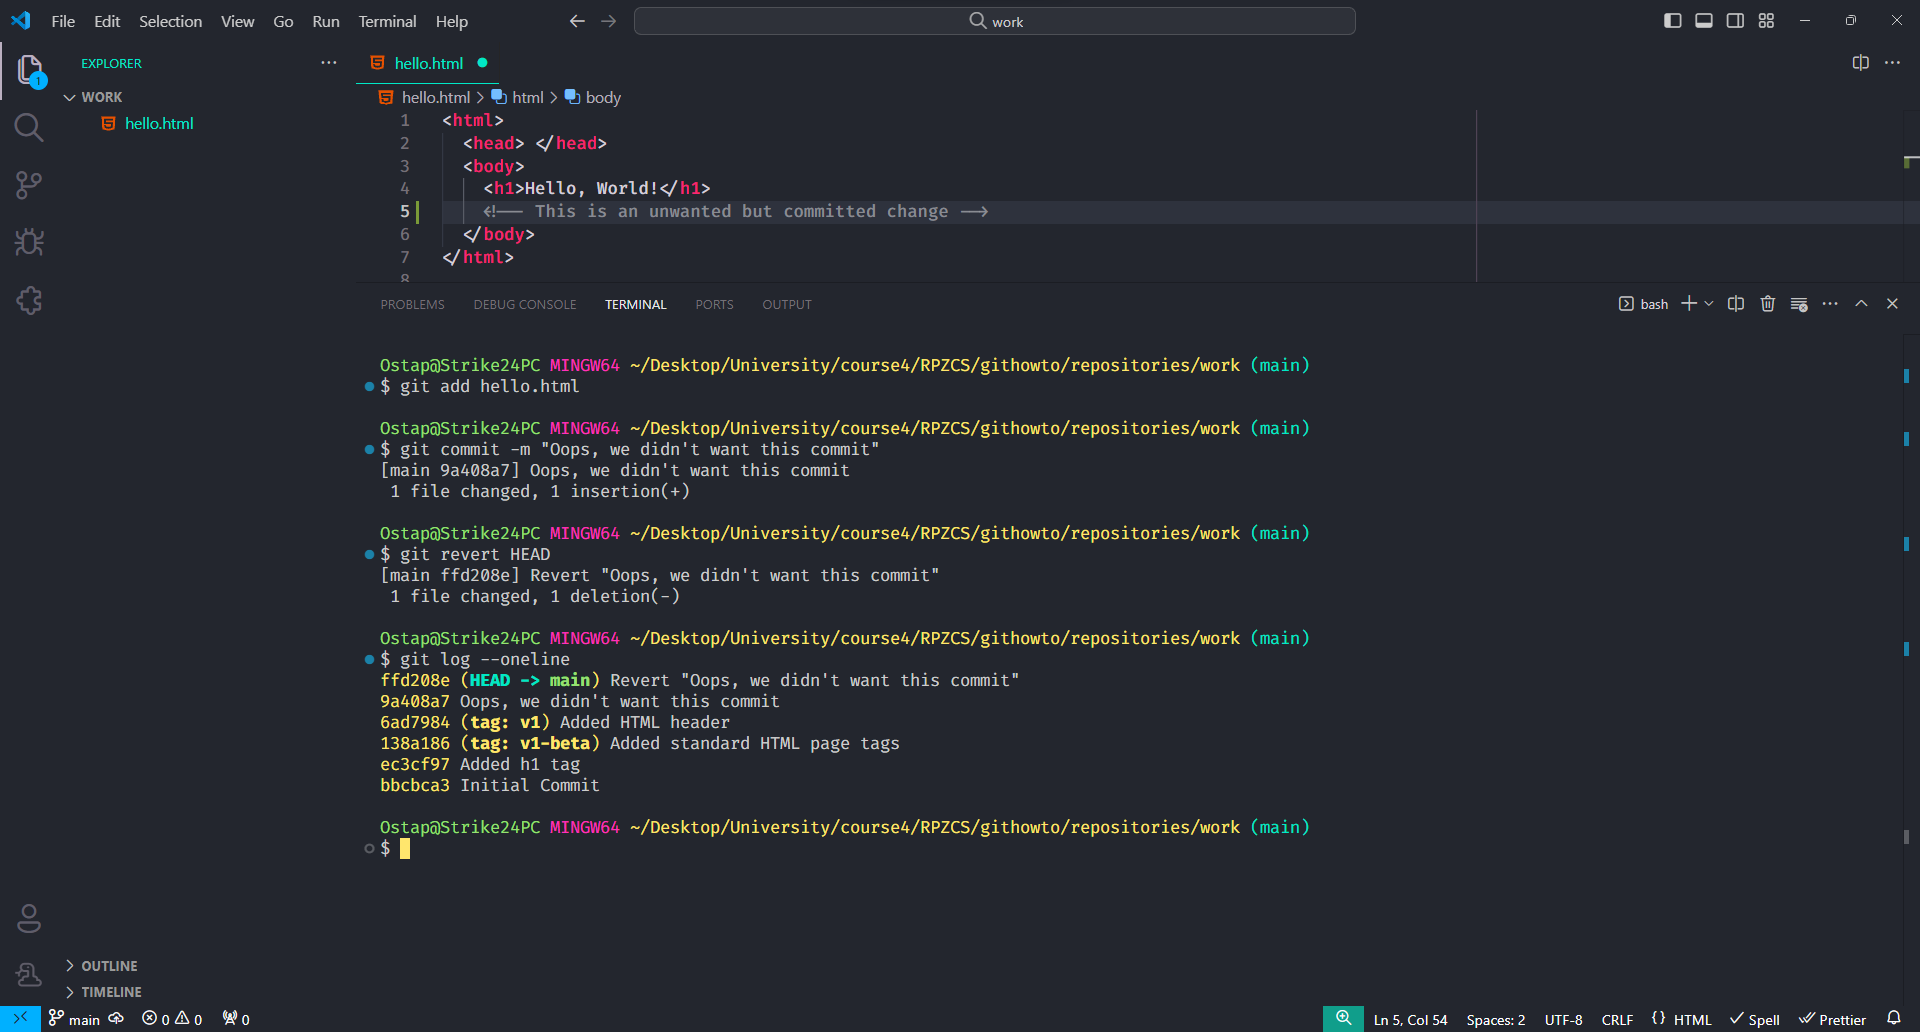 File Edit Selection View Go Run Terminal Help
work
EXPLORER
1
WORK
hello.html
hello.html
hello.html > html > body
1 <html>
2 <head> </head>
3 <body>
4 <h1>Hello, World!</h1>
5 <!-- This is an unwanted but committed change -->
6 </body>
7 </html>
8
PROBLEMS DEBUG CONSOLE TERMINAL PORTS OUTPUT
bash
Ostap@Strike24PC MINGW64 ~/Desktop/University/course4/RPZCS/githowto/repositories/work (main)
$ git add hello.html
Ostap@Strike24PC MINGW64 ~/Desktop/University/course4/RPZCS/githowto/repositories/work (main)
$ git commit -m "Oops, we didn't want this commit"
[main 9a408a7] Oops, we didn't want this commit
1 file changed, 1 insertion(+)
Ostap@Strike24PC MINGW64 ~/Desktop/University/course4/RPZCS/githowto/repositories/work (main)
$ git revert HEAD
[main ffd208e] Revert "Oops, we didn't want this commit"
1 file changed, 1 deletion(-)
Ostap@Strike24PC MINGW64 ~/Desktop/University/course4/RPZCS/githowto/repositories/work (main)
$ git log --oneline
ffd208e (HEAD -> main) Revert "Oops, we didn't want this commit"
9a408a7 Oops, we didn't want this commit
6ad7984 (tag: v1) Added HTML header
138a186 (tag: v1-beta) Added standard HTML page tags
ec3cf97 Added h1 tag
bbcbca3 Initial Commit
Ostap@Strike24PC MINGW64 ~/Desktop/University/course4/RPZCS/githowto/repositories/work (main)
$
OUTLINE
TIMELINE
main 0 0 0 Ln 5, Col 54 Spaces: 2 UTF-8 CRLF {} HTML Spell Prettier